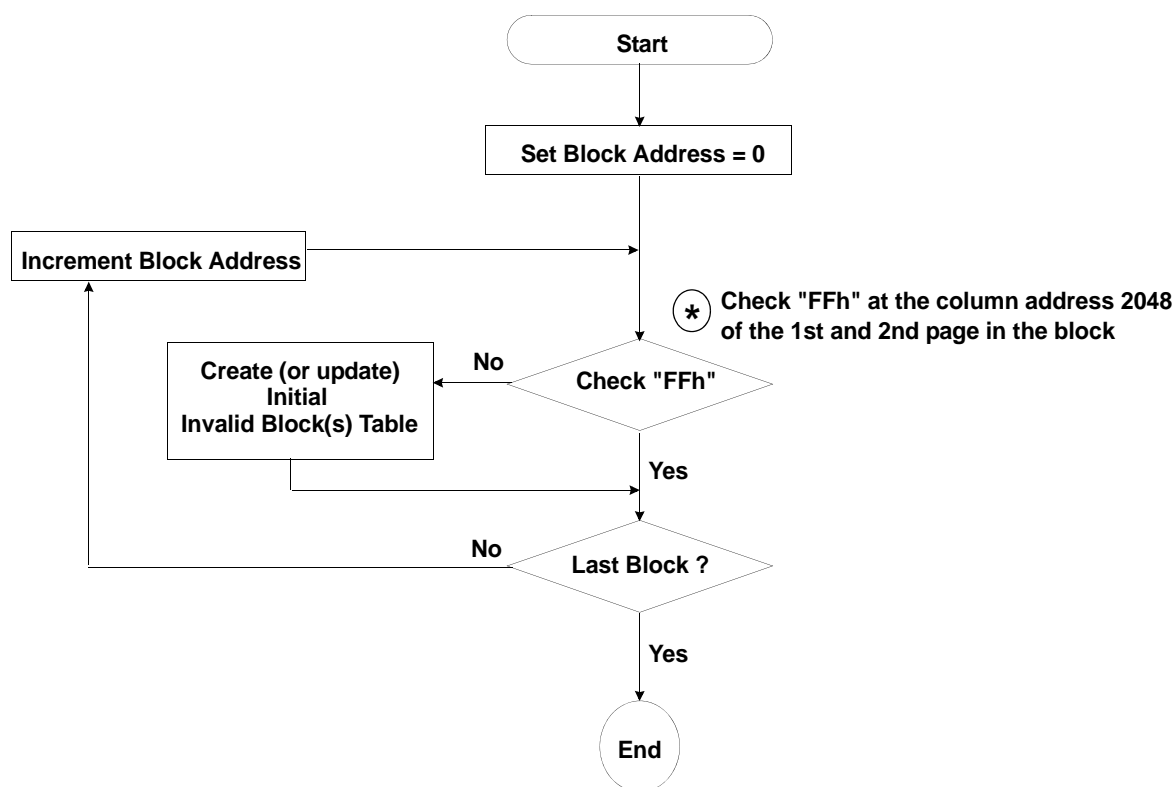 Start
Set Block Address = 0
Increment Block Address
* Check "FFh" at the column address 2048
of the 1st and 2nd page in the block
No
Create (or update)
Initial
Invalid Block(s) Table
Check "FFh"
Yes
No
Last Block ?
Yes
End